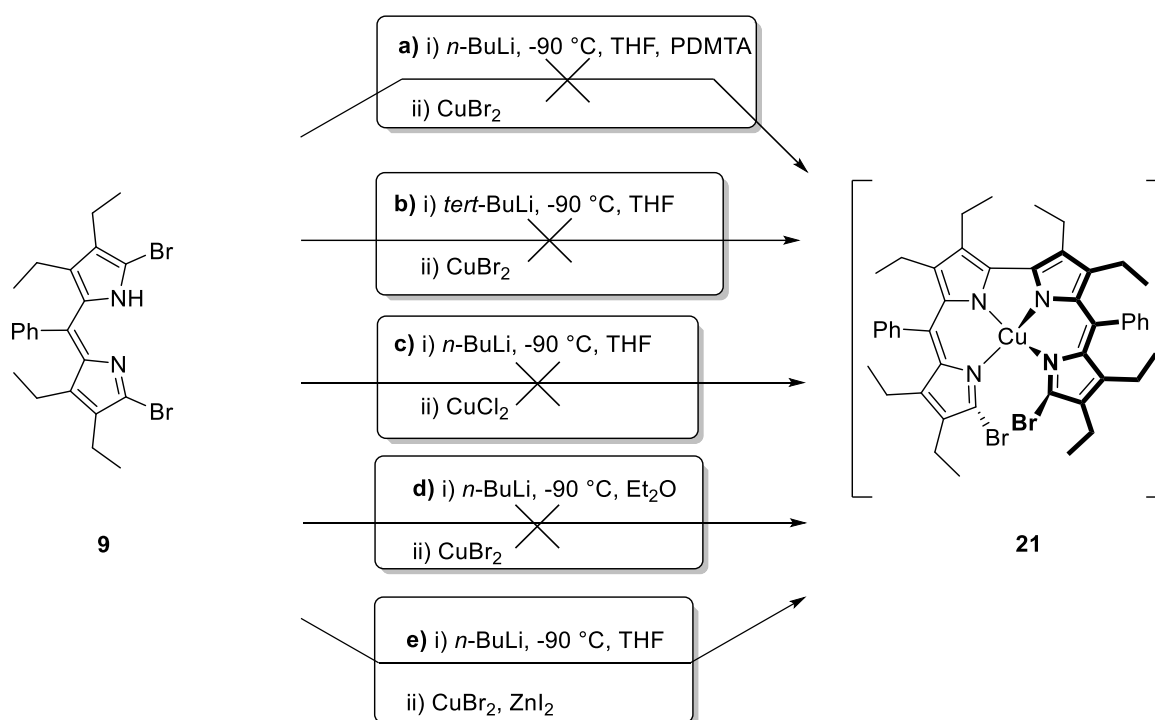 a) i) n-BuLi, -90 °C, THF, PDMTA
ii) CuBr2
b) i) tert-BuLi, -90 °C, THF
ii) CuBr2
c) i) n-BuLi, -90 °C, THF
ii) CuCl2
d) i) n-BuLi, -90 °C, Et2O
ii) CuBr2
e) i) n-BuLi, -90 °C, THF
ii) CuBr2, ZnI2
Br
NH
Ph
N
Br
9
N
N
Ph
Ph
Cu
N
N
Br
Br
21